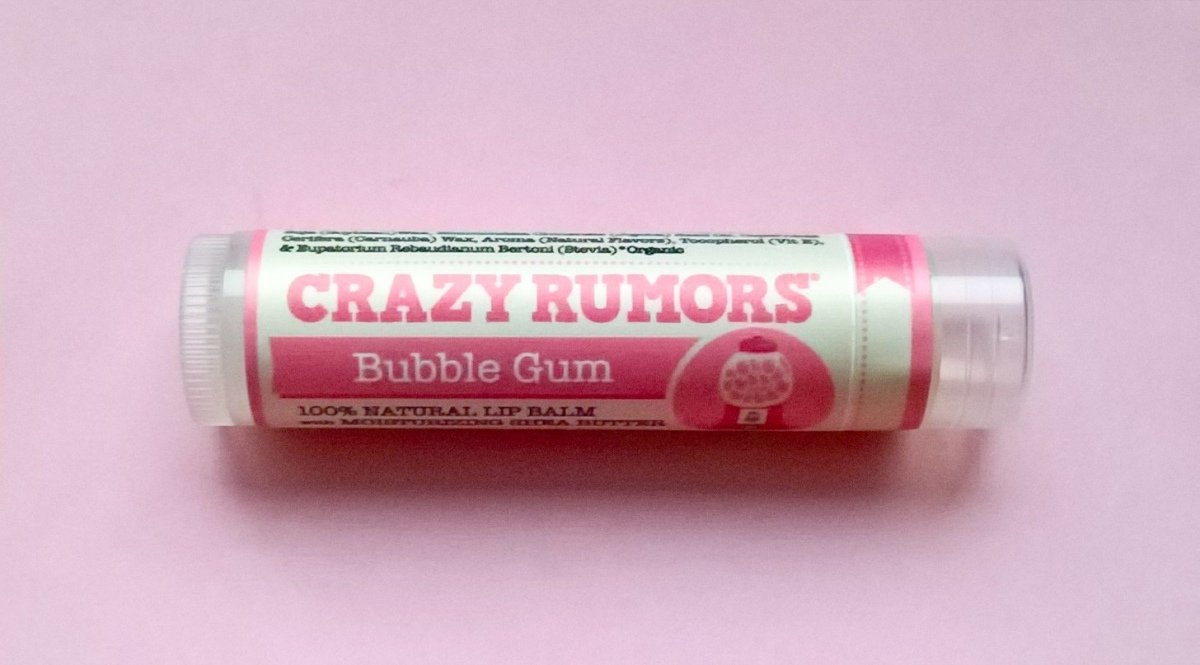 Cerifera (Carnauba) Wax, Aroma (Natural Flavors), Tocopherol (Vit E),
& Eupatorium Rebaudianum Bertoni (Stevia) *Organic
CRAZY RUMORS
Bubble Gum
100% NATURAL LIP BALM
with MOISTURIZING SHEA BUTTER